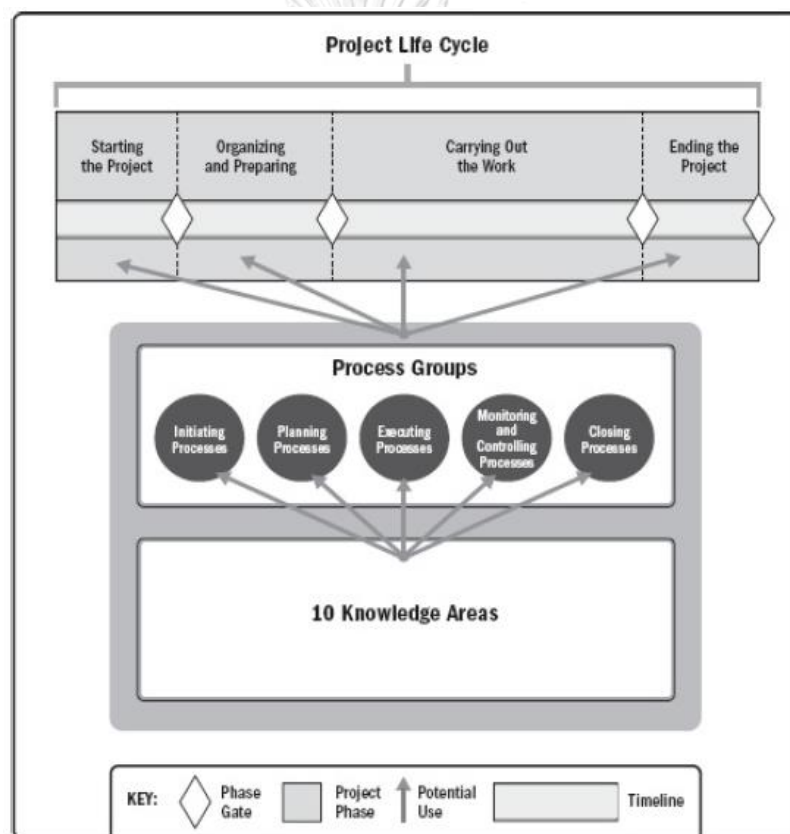 Project Life Cycle
Starting
the Project
Organizing
and Preparing
Carrying Out
the Work
Ending the
Project
Process Groups
Initiating
Processes
Planning
Processes
Executing
Processes
Monitoring
and
Controlling
Processes
Closing
Processes
10 Knowledge Areas
KEY:
Phase
Gate
Project
Phase
Potential
Use
Timeline